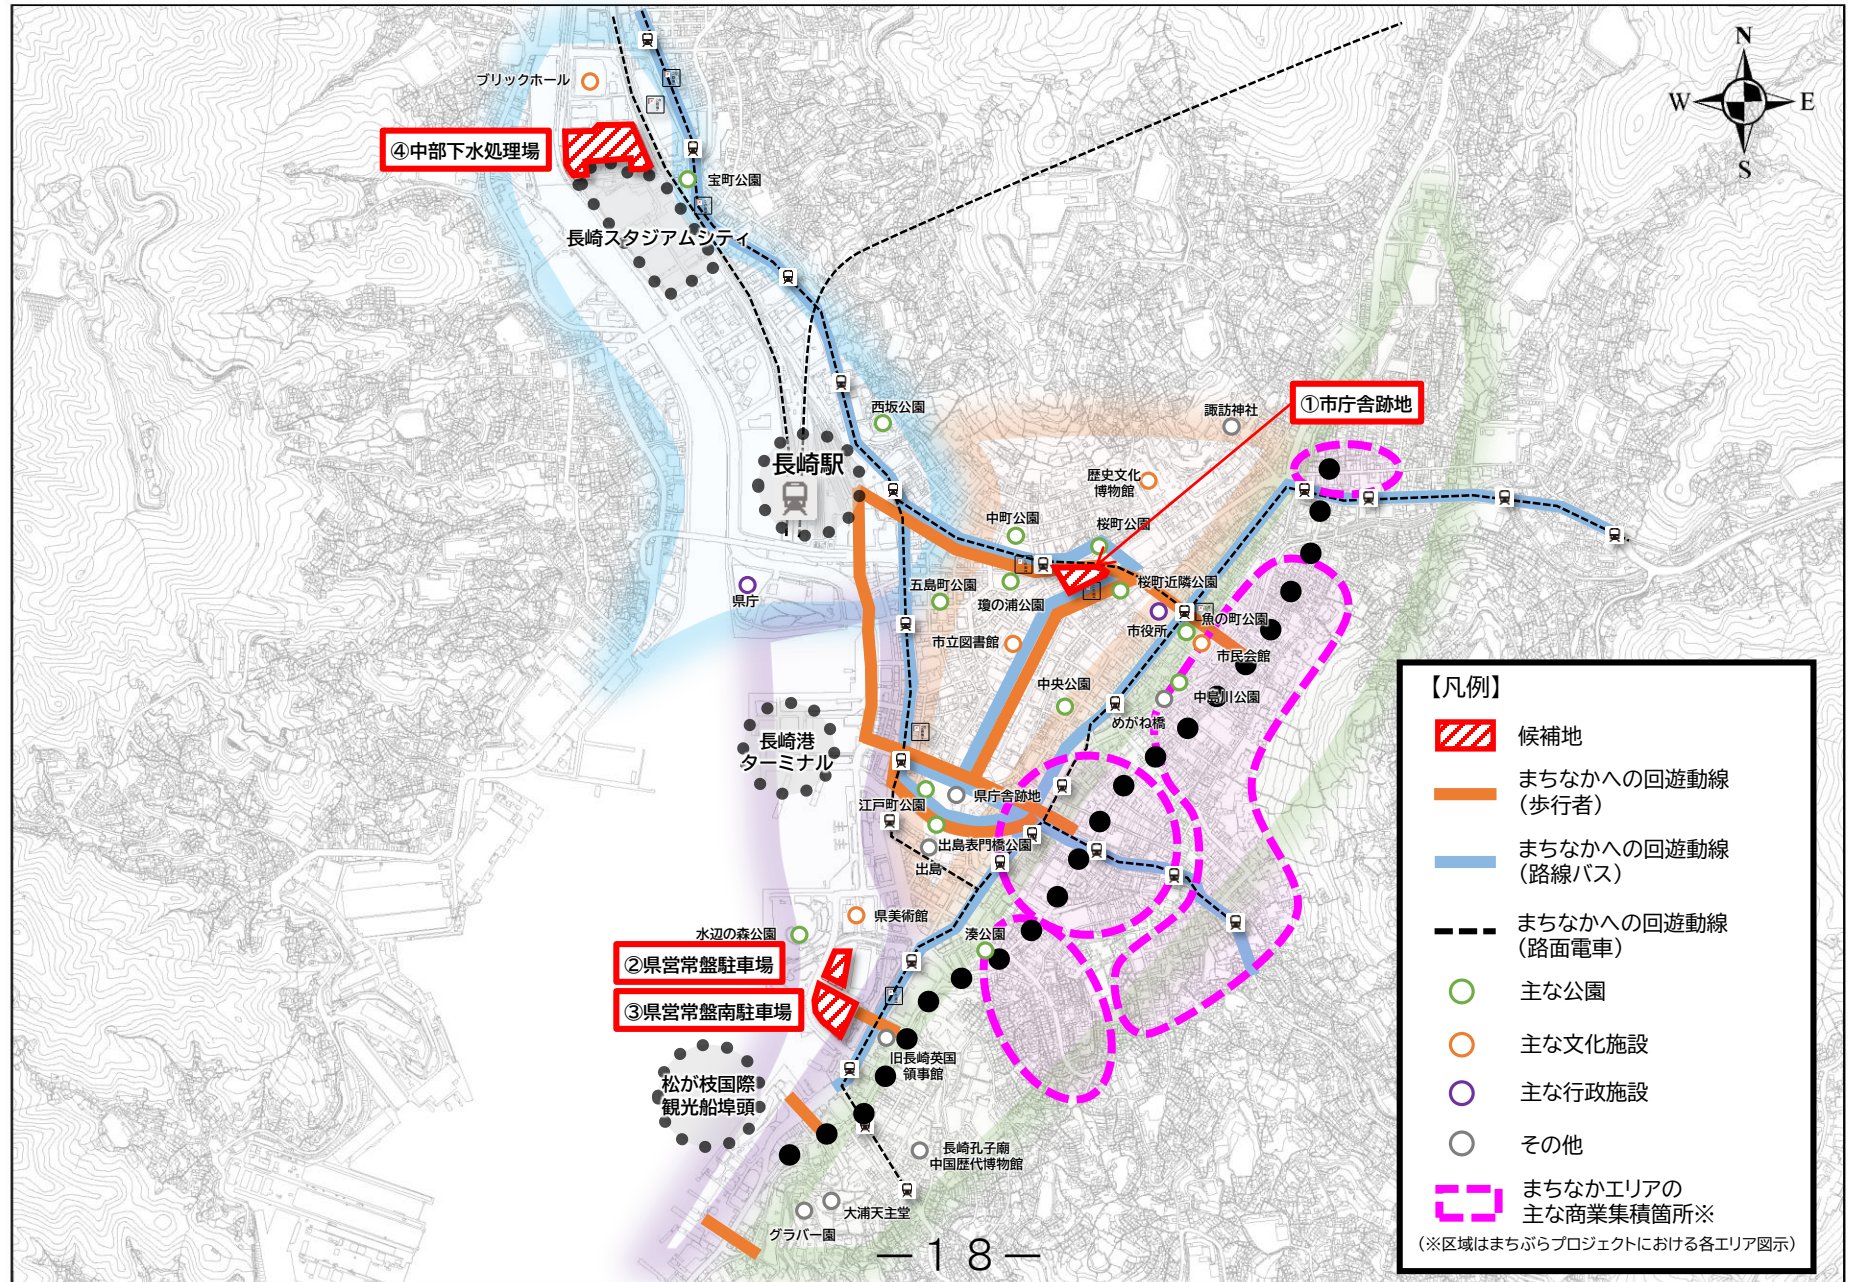 N
W
E
S
ブリックホール
④中部下水処理場
宝町公園
長崎スタジアムシティ
西坂公園
諏訪神社
①市庁舎跡地
長崎駅
歴史文化
博物館
中町公園
桜町公園
県庁
五島町公園
瓊の浦公園
桜町近隣公園
市役所
魚の町公園
市立図書館
市民会館
中央公園
中島川公園
めがね橋
長崎港
ターミナル
江戸町公園
県庁舎跡地
出島表門橋公園
出島
県美術館
水辺の森公園
湊公園
②県営常盤駐車場
③県営常盤南駐車場
旧長崎英国
領事館
松が枝国際
観光船埠頭
長崎孔子廟
中国歴代博物館
大浦天主堂
グラバー園
【凡例】
候補地
まちなかへの回遊動線
（歩行者）
まちなかへの回遊動線
（路線バス）
まちなかへの回遊動線
（路面電車）
主な公園
主な文化施設
主な行政施設
その他
まちなかエリアの
主な商業集積箇所※
（※区域はまちぶらプロジェクトにおける各エリア図示）
－１８－